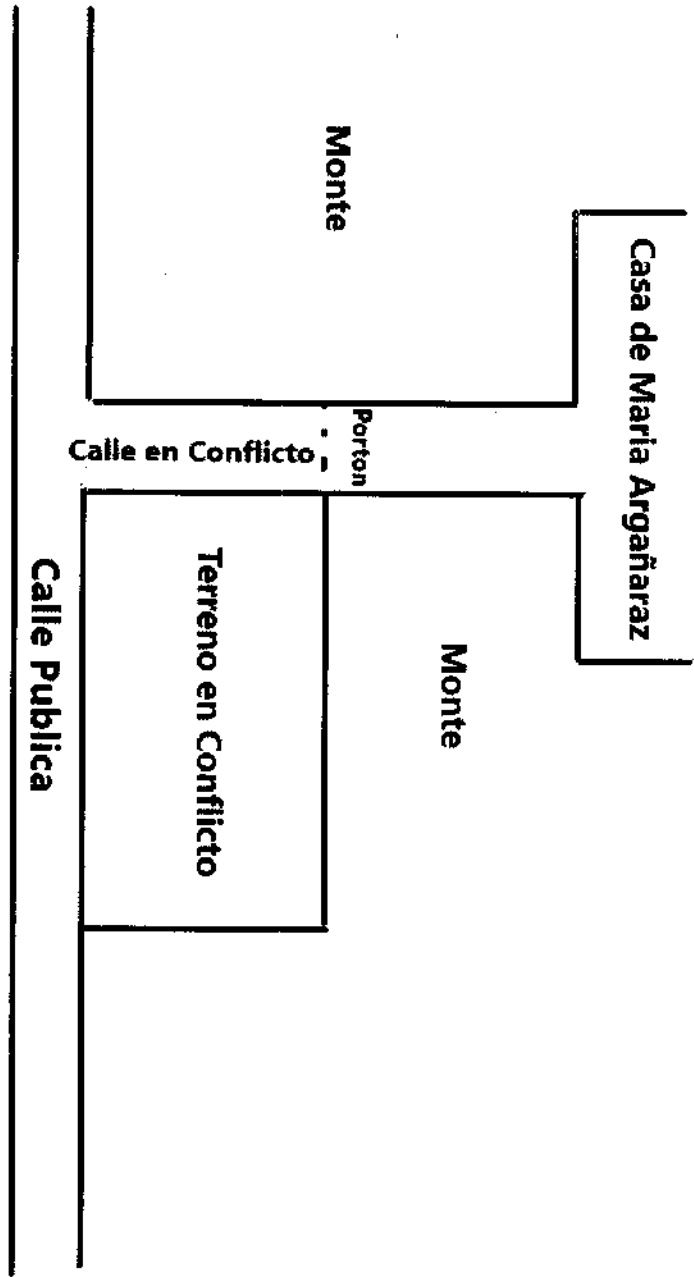 Casa de Maria Argañaraz
Monte
Porton
Monte
Calle en Conflicto
Terreno en Conflicto
Calle Publica